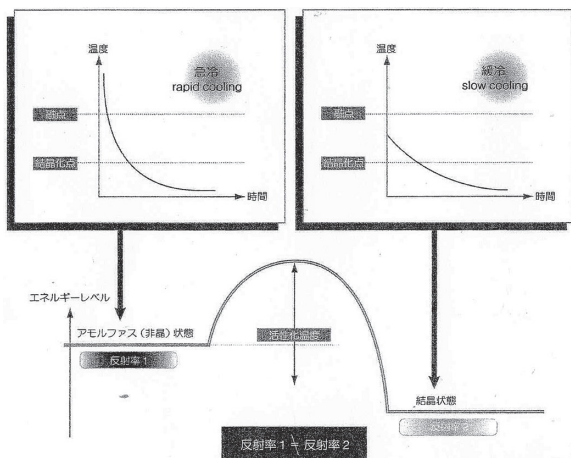 温度
急冷
rapid cooling
融点
結晶化点
時間
温度
緩冷
slow cooling
融点
結晶化点
時間
エネルギーレベル
アモルファス（非晶）状態
反射率1
活性化温度
結晶状態
反射率2
反射率1 ≠ 反射率2